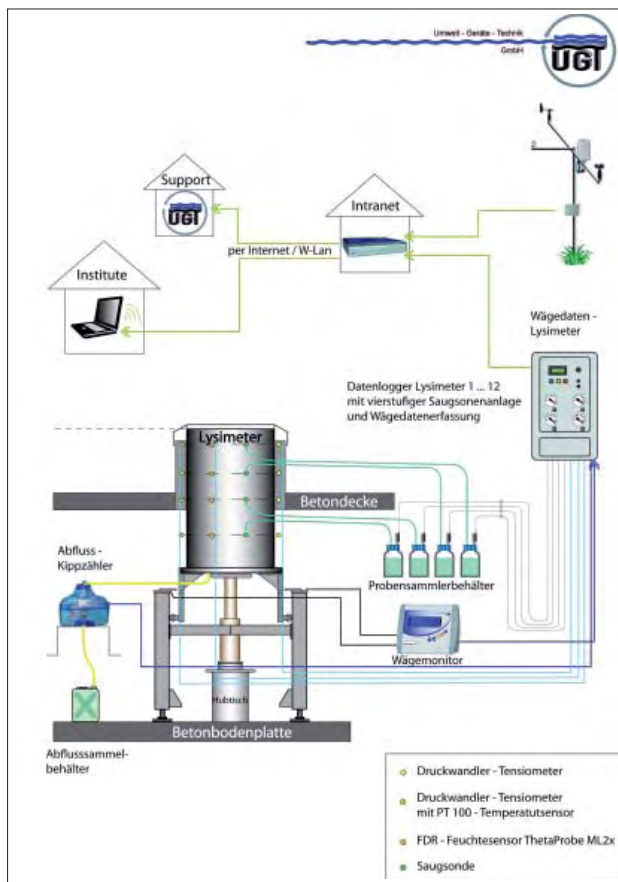 Umwelt - Geräte - Technik
GmbH
UGT
Support
UGT
Intranet
per Internet / W-Lan
Institute
Wägedaten -
Lysimeter
Datenlogger Lysimeter 1 ... 12
mit vierstufiger Saugsonenanlage
und Wägedatenerfassung
Lysimeter
Betondecke
Abfluss -
Kippzähler
Probensammlerbehälter
Wägemonitor
Hubtisch
Betonbodenplatte
Abflusssammel-
behälter
Druckwandler - Tensiometer
Druckwandler - Tensiometer
mit PT 100 - Temperatutsensor
FDR - Feuchtesensor ThetaProbe ML2x
Saugsonde